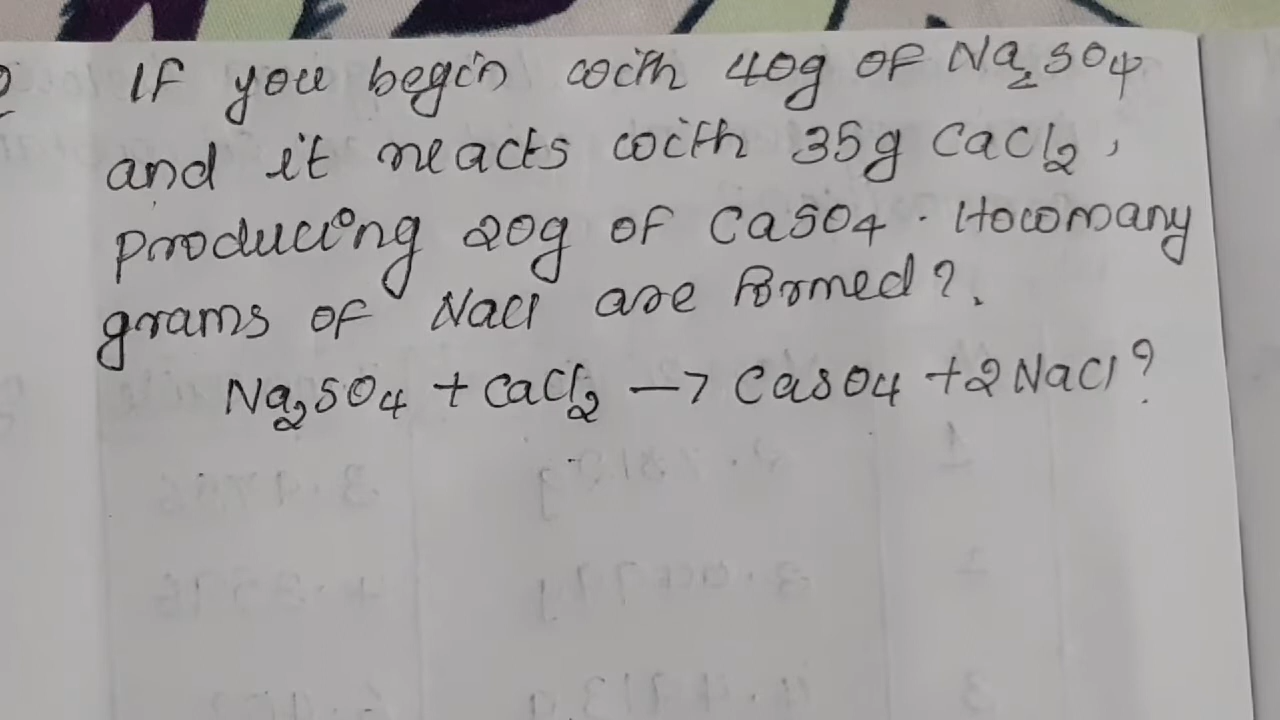 If you begin with 40g of Na₂SO₄
and it reacts with 35g CaCl₂,
producing 20g of CaSO₄. How many
grams of NaCl are formed?.
Na₂SO₄ + CaCl₂ → CaSO₄ + 2NaCl?